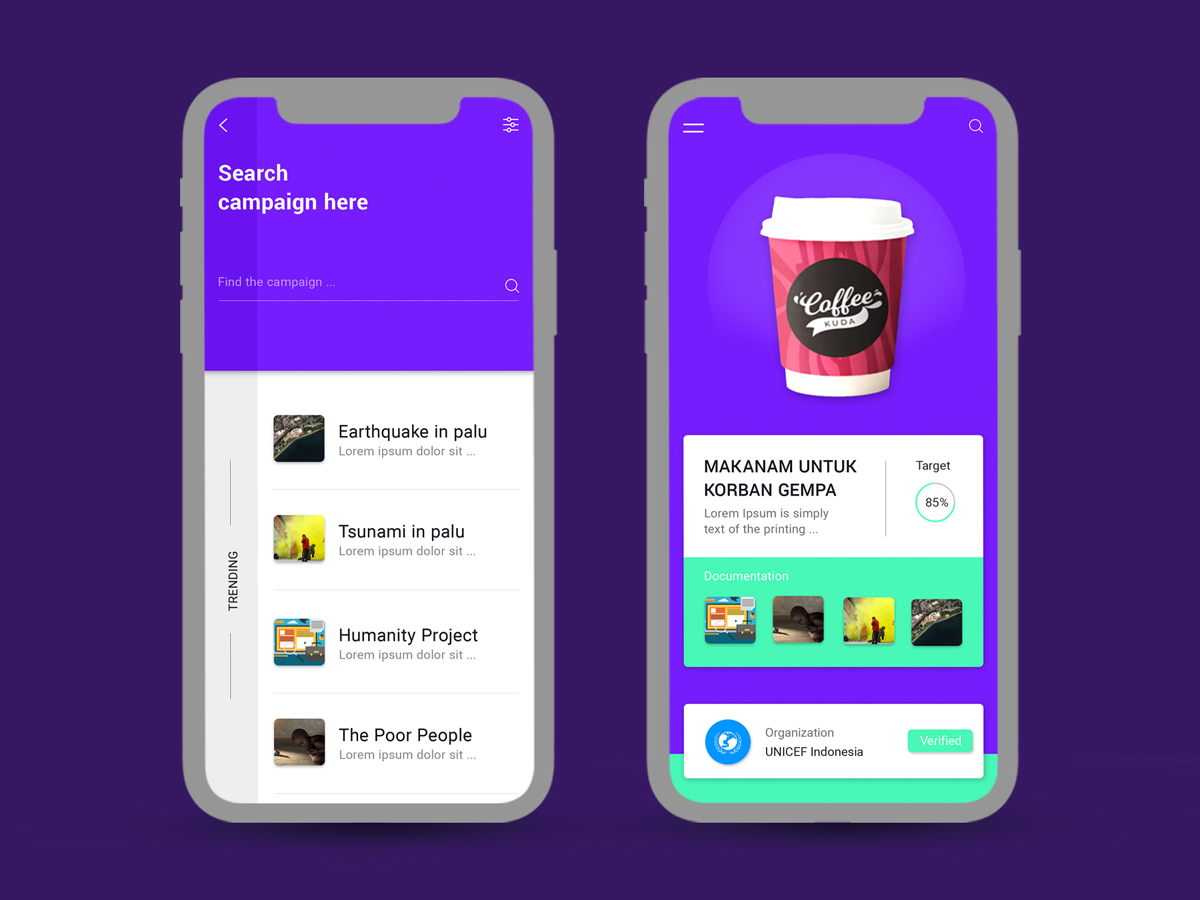 Search
campaign here
Find the campaign ...
TRENDING
Earthquake in palu
Lorem ipsum dolor sit ...
Tsunami in palu
Lorem ipsum dolor sit ...
Humanity Project
Lorem ipsum dolor sit ...
The Poor People
Lorem ipsum dolor sit ...
Coffee
KUDA
MAKANAM UNTUK
KORBAN GEMPA
Lorem Ipsum is simply
text of the printing ...
Target
85%
Documentation
Organization
UNICEF Indonesia
Verified